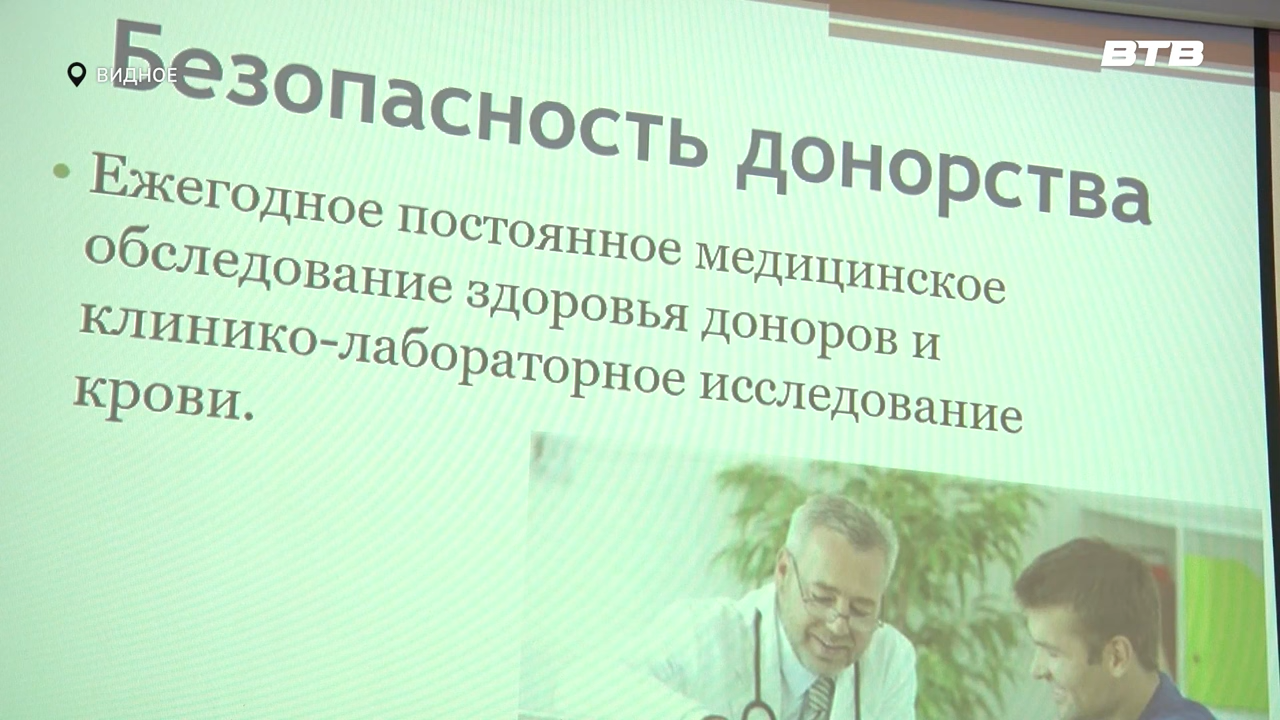 ВИДНОЕ
ВТВ
Безопасность донорства
Ежегодное постоянное медицинское
обследование здоровья доноров и
клинико-лабораторное исследование
крови.